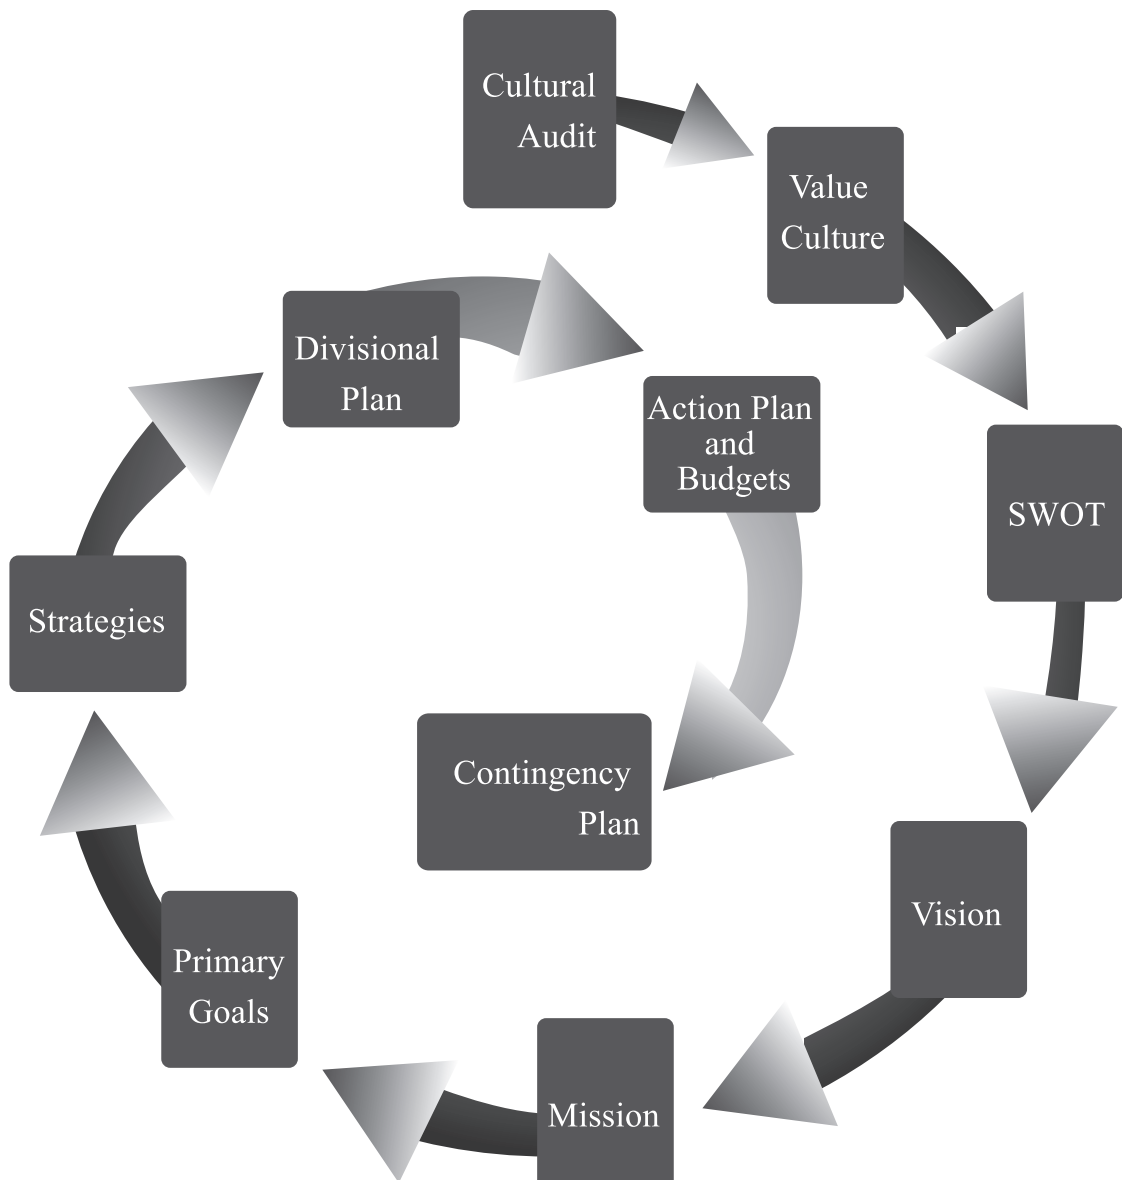 Cultural
Audit
Value
Culture
SWOT
Vision
Mission
Primary
Goals
Strategies
Divisional
Plan
Action Plan
and
Budgets
Contingency
Plan